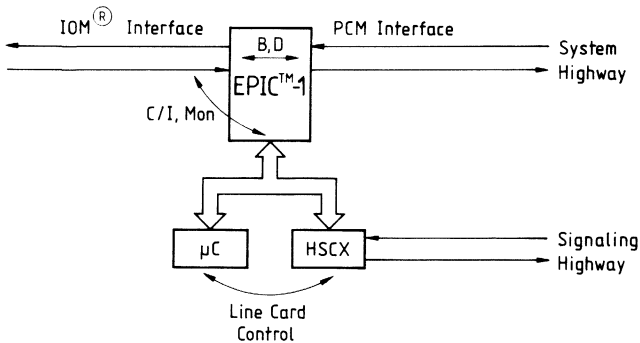 IOM® Interface
PCM Interface
B,D
EPIC™-1
System
Highway
C/I, Mon
µC
HSCX
Signaling
Highway
Line Card
Control